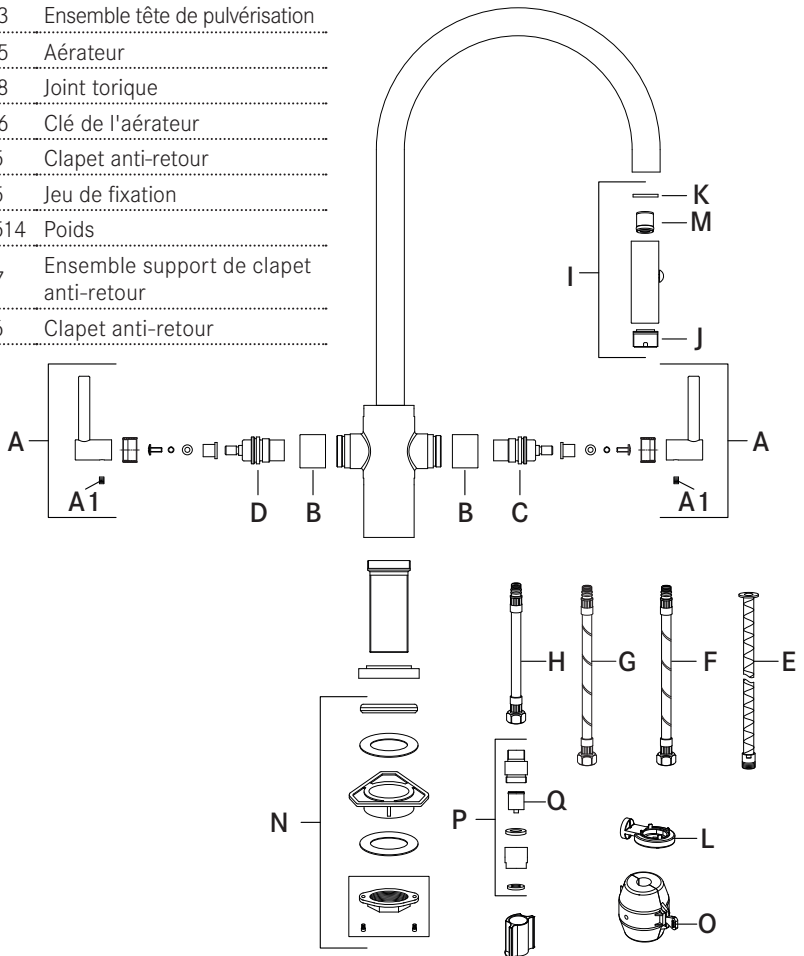 3 Ensemble tête de pulvérisation
5 Aérateur
8 Joint torique
6 Clé de l'aérateur
5 Clapet anti-retour
5 Jeu de fixation
514 Poids
7 Ensemble support de clapet
anti-retour
6 Clapet anti-retour
K
M
I
J
A
A
A1
D
B
B
C
A1
H
G
F
E
N
P
Q
L
O